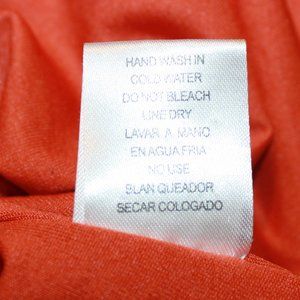 HAND WASH IN
COLD WATER
DO NOT BLEACH
LINE DRY
LAVAR A MANO
EN AGUA FRIA
NO USE
BLAN QUEADOR
SECAR COLOGADO